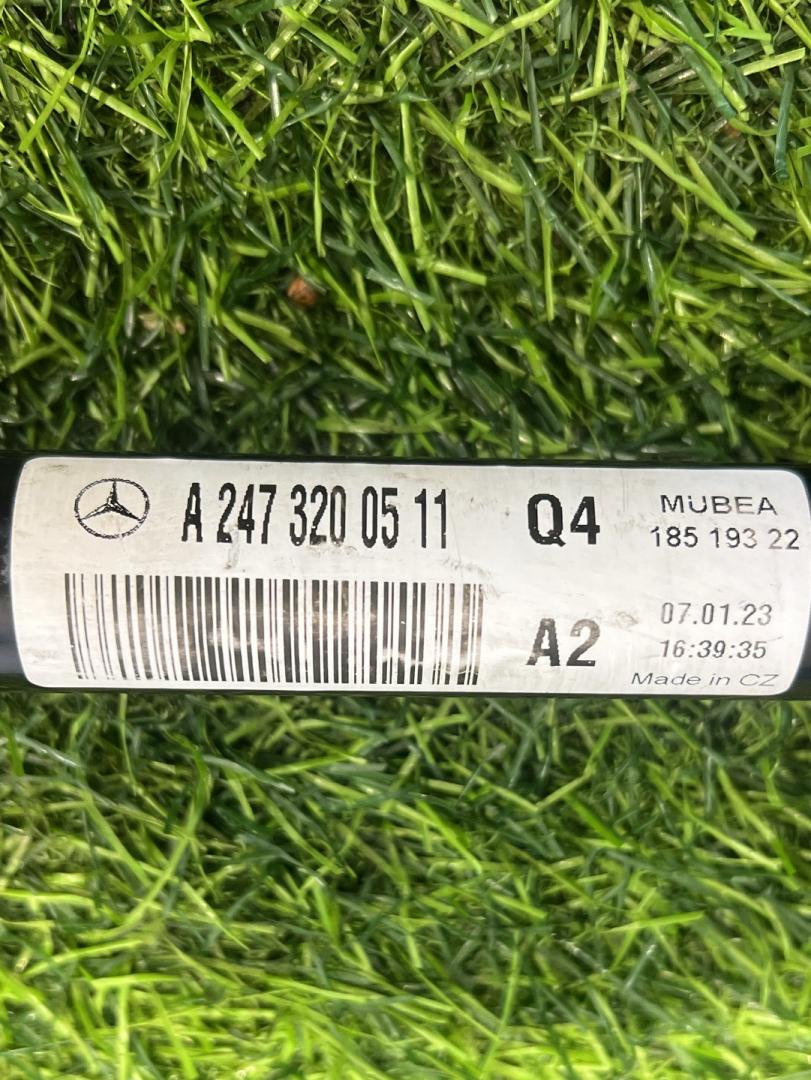 A 247 320 05 11
Q4
A2
MUBEA
185 193 22
07.01.23
16:39:35
Made in CZ